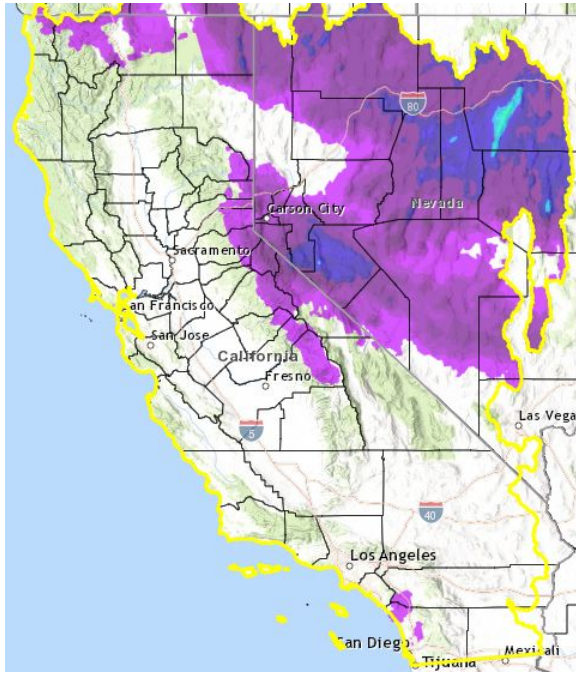 80
Nevada
Carson City
Sacramento
an Francisco
San Jose
California
Fresno
5
Las Vega
40
Los Angeles
San Diego
Tijuana
Mexicali